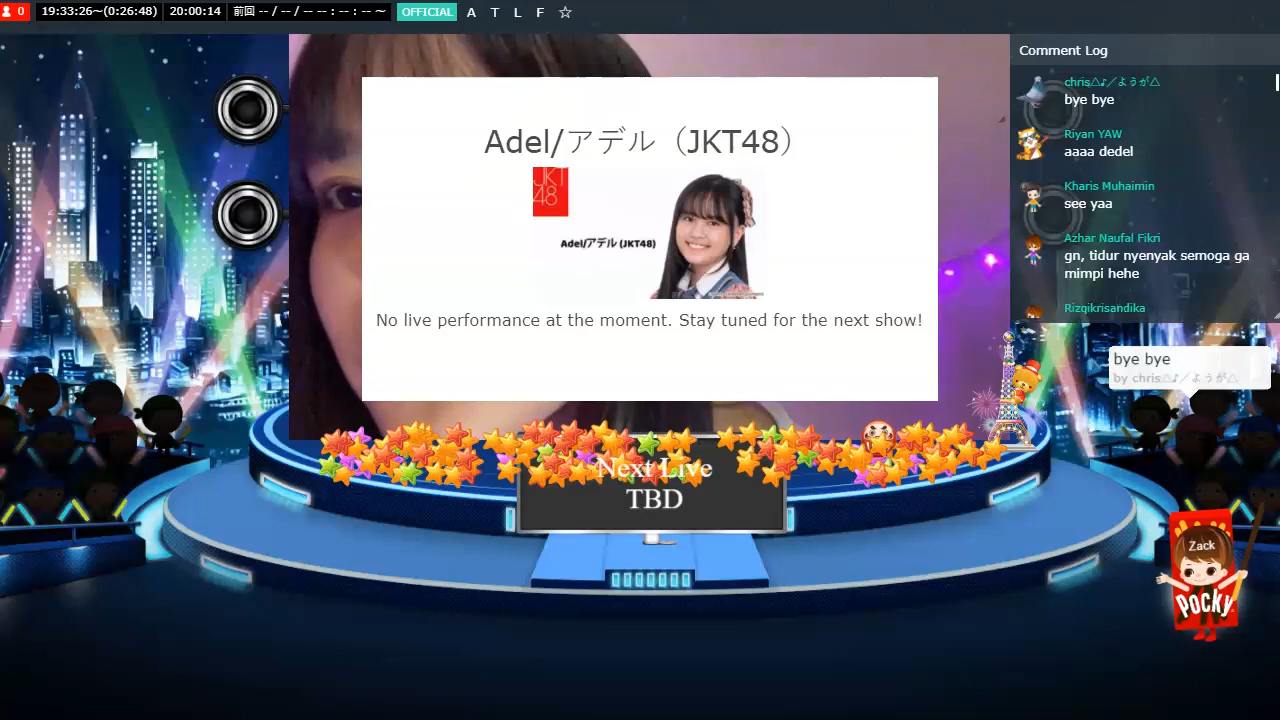 0 19:33:26～(0:26:48) 20:00:14 前回 -- / -- / -- -- : -- : -- ～ OFFICIAL A T L F ☆
Comment Log
chris△♪／ようが△
bye bye
Riyan YAW
aaaa dedel
Kharis Muhaimin
see yaa
Azhar Naufal Fikri
gn, tidur nyenyak semoga ga
mimpi hehe
Rizqikrisandika
Adel/アデル（JKT48）
JKT
48
Adel/アデル (JKT48)
No live performance at the moment. Stay tuned for the next show!
bye bye
by chris△♪／ようが△
Next Live
TBD
Zack
POCKY